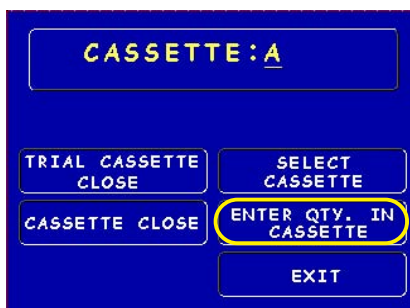 CASSETTE:A
TRIAL CASSETTE
CLOSE
SELECT
CASSETTE
CASSETTE CLOSE
ENTER QTY. IN
CASSETTE
EXIT